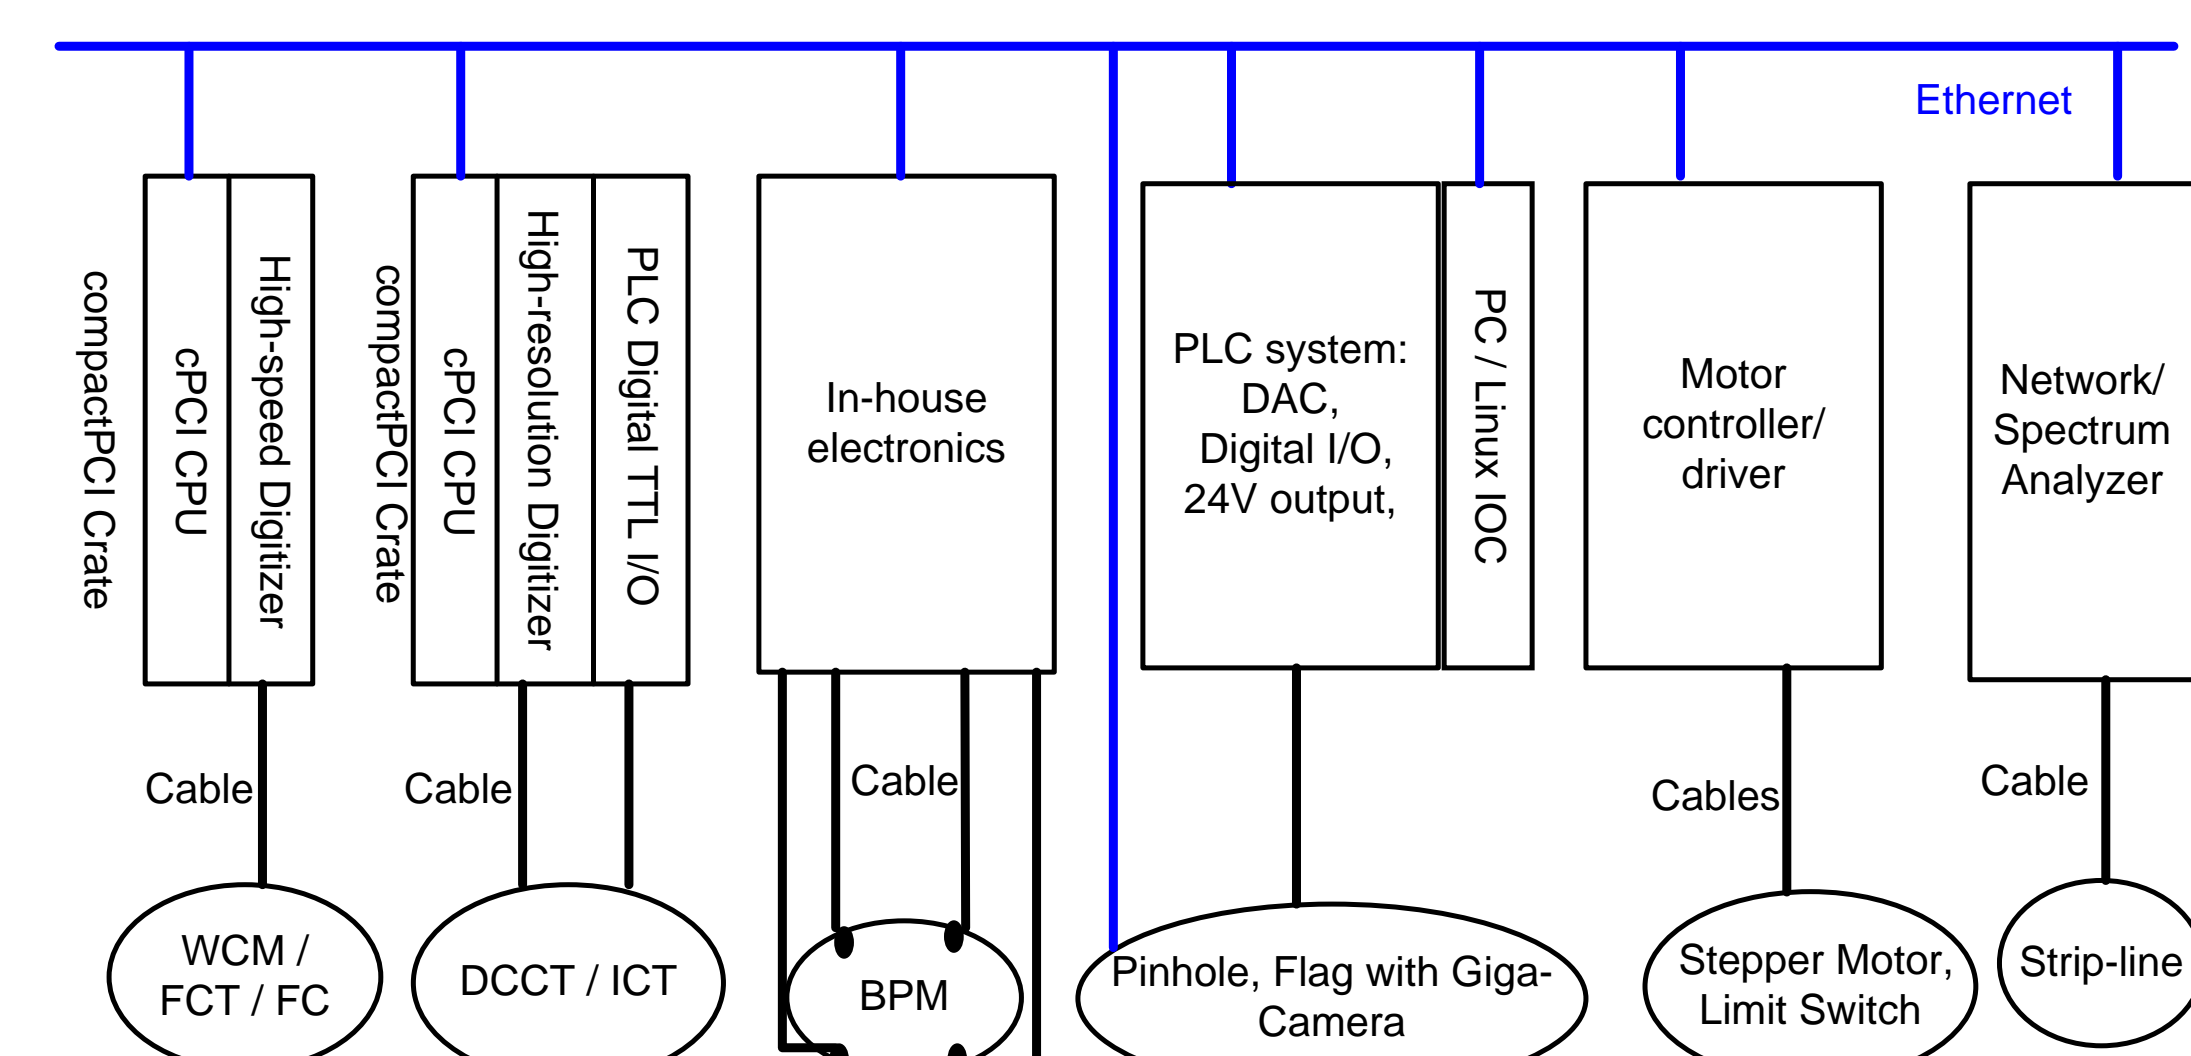 Ethernet
compactPCI Crate
cPCI CPU
High-speed Digitizer
compactPCI Crate
cPCI CPU
High-resolution Digitizer
PLC Digital TTL I/O
In-house
electronics
PLC system:
DAC,
Digital I/O,
24V output,
PC / Linux IOC
Motor
controller/
driver
Network/
Spectrum
Analyzer
Cable
Cable
Cable
Cables
Cable
WCM /
FCT / FC
DCCT / ICT
BPM
Pinhole, Flag with Giga-
Camera
Stepper Motor,
Limit Switch
Strip-line